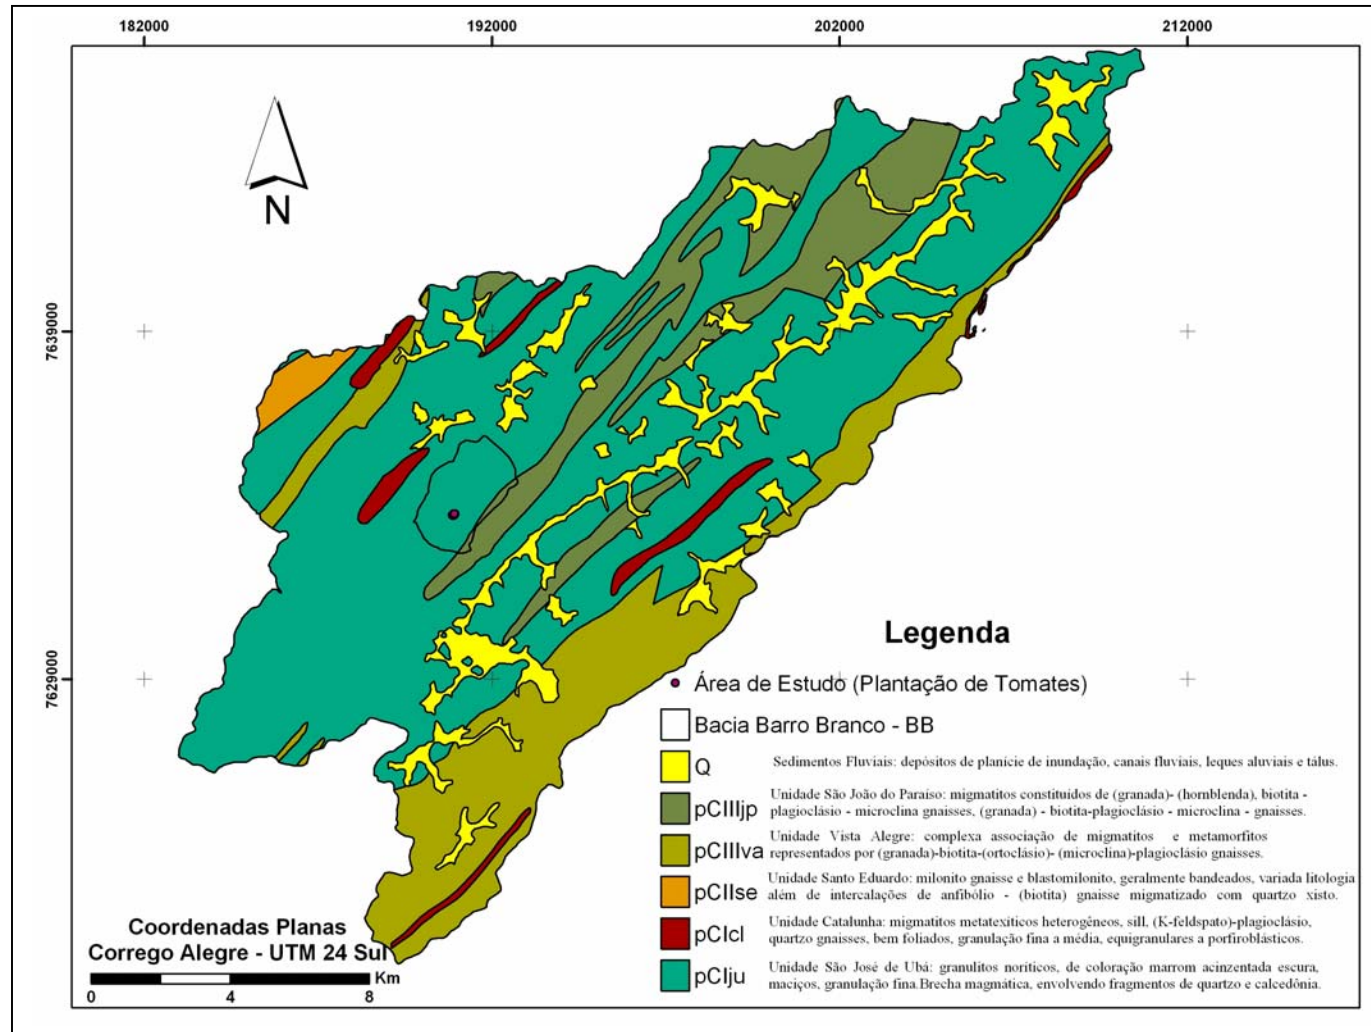 182000 192000 202000 212000
7639000
7629000
N
Legenda
Área de Estudo (Plantação de Tomates)
Bacia Barro Branco - BB
Q Sedimentos Fluviais: depósitos de planície de inundação, canais fluviais, leques aluviais e tálus.
pCIIIjp Unidade São João do Paraíso: migmatitos constituídos de (granada)- (hornblenda), biotita -
plagioclásio - microclina gnaisses, (granada) - biotita-plagioclásio - microclina - gnaisses.
pCIIIva Unidade Vista Alegre: complexa associação de migmatitos e metamorfitos
representados por (granada)-biotita-(ortoclásio)- (microclina)-plagioclásio gnaisses.
pCIIse Unidade Santo Eduardo: milonito gnaisse e blastomilonito, geralmente bandeados, variada litologia
além de intercalações de anfibólio - (biotita) gnaisse migmatizado com quartzo xisto.
pCIcl Unidade Catalunha: migmatitos metatexíticos heterogêneos, sill, (K-feldspato)-plagioclásio,
quartzo gnaisses, bem foliados, granulação fina a média, equigranulares a porfiroblásticos.
pCIju Unidade São José de Ubá: granulitos noríticos, de coloração marrom acinzentada escura,
maciços, granulação fina.Brecha magmática, envolvendo fragmentos de quartzo e calcedônia.
Coordenadas Planas
Corrego Alegre - UTM 24 Sul
Km
0 4 8